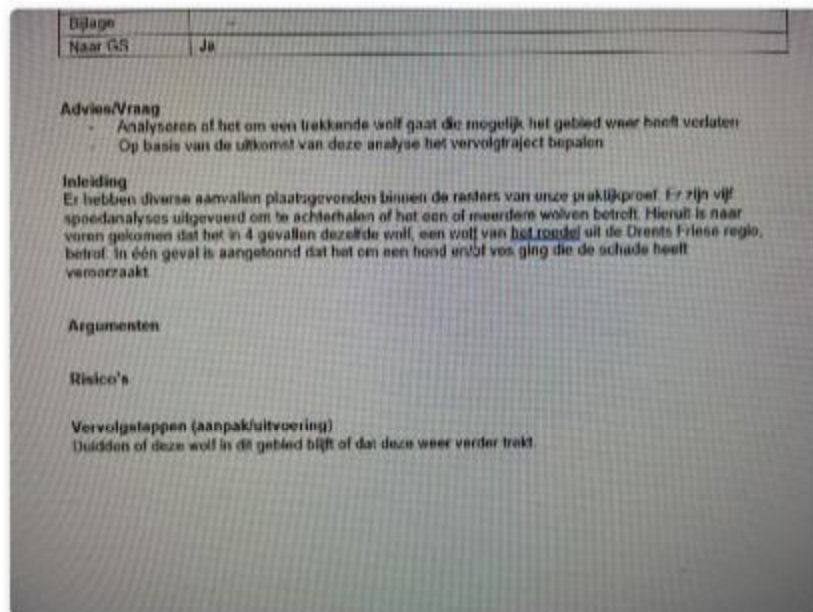 Bijlage --
Naar GS Ja
Advies/Vraag
- Analyseren of het om een trekkende wolf gaat die mogelijk het gebied weer heeft verlaten
- Op basis van de uitkomst van deze analyse het vervolgtraject bepalen
Inleiding
Er hebben diverse aanvallen plaatsgevonden binnen de rasters van onze praktijkproef. Er zijn vijf
spoedanalyses uitgevoerd om te achterhalen of het een of meerdere wolven betreft. Hieruit is naar
voren gekomen dat het in 4 gevallen dezelfde wolf, een wolf van het roedel uit de Drents Friese regio,
betrof. In één geval is aangetoond dat het om een hond en/of vos ging die de schade heeft
veroorzaakt.
Argumenten
Risico's
Vervolgstappen (aanpak/uitvoering)
Duidden of deze wolf in dit gebied blijft of dat deze weer verder trekt.